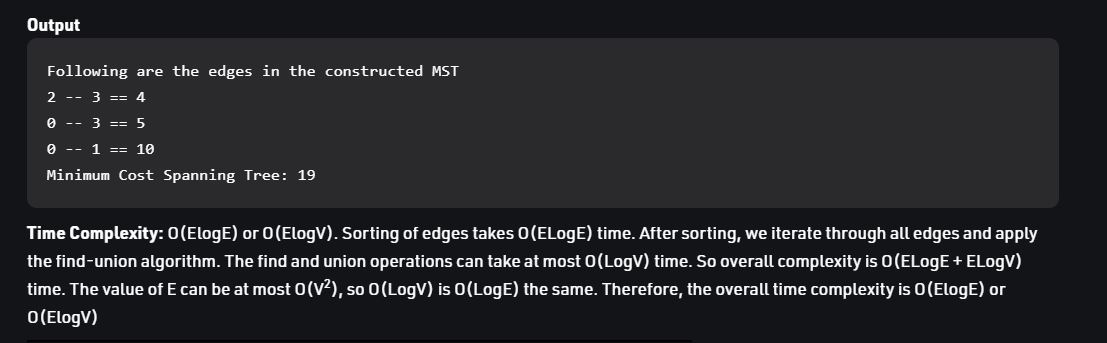 Output
Following are the edges in the constructed MST
2 -- 3 == 4
0 -- 3 == 5
0 -- 1 == 10
Minimum Cost Spanning Tree: 19
Time Complexity: O(ElogE) or O(ElogV). Sorting of edges takes O(ELogE) time. After sorting, we iterate through all edges and apply
the find-union algorithm. The find and union operations can take at most O(LogV) time. So overall complexity is O(ELogE + ELogV)
time. The value of E can be at most O(V²), so O(LogV) is O(LogE) the same. Therefore, the overall time complexity is O(ElogE) or
O(ElogV)